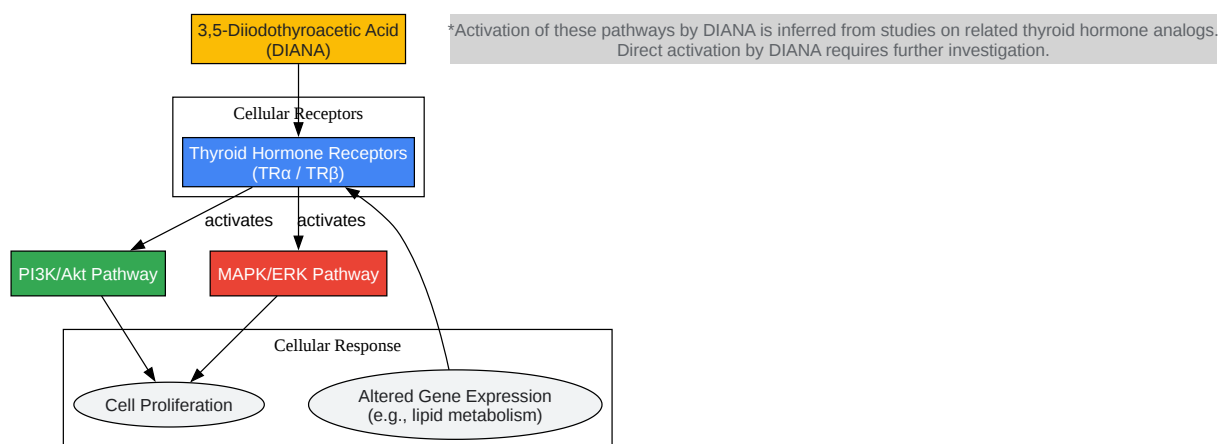 3,5-Diiodothyroacetic Acid
(DIANA)
*Activation of these pathways by DIANA is inferred from studies on related thyroid hormone analogs.
Direct activation by DIANA requires further investigation.
Cellular Receptors
Thyroid Hormone Receptors
(TRα / TRβ)
activates
activates
PI3K/Akt Pathway
MAPK/ERK Pathway
Cellular Response
Cell Proliferation
Altered Gene Expression
(e.g., lipid metabolism)